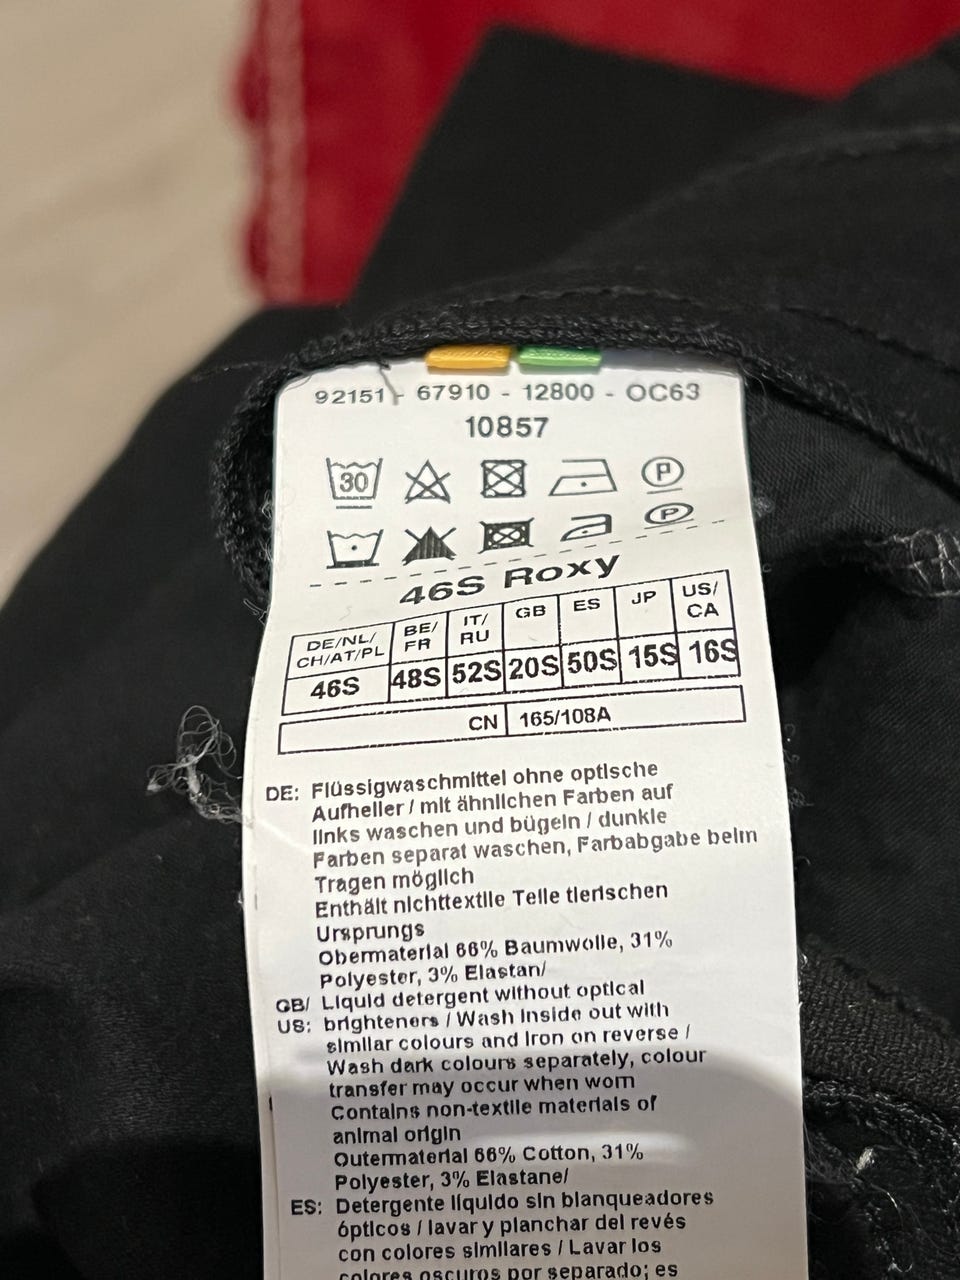 92151 - 67910 - 12800 - OC63
10857
30 P
P
46S Roxy
DE/NL/CH/AT/PL BE/FR IT/RU GB ES JP US/CA
46S 48S 52S 20S 50S 15S 16S
CN 165/108A
DE: Flüssigwaschmittel ohne optische
Aufheller / mit ähnlichen Farben auf
links waschen und bügeln / dunkle
Farben separat waschen, Farbabgabe beim
Tragen möglich
Enthält nichttextile Teile tierischen
Ursprungs
Obermaterial 66% Baumwolle, 31%
Polyester, 3% Elastan/
GB/ Liquid detergent without optical
US: brighteners / Wash inside out with
similar colours and iron on reverse /
Wash dark colours separately, colour
transfer may occur when worn
Contains non-textile materials of
animal origin
Outermaterial 66% Cotton, 31%
Polyester, 3% Elastane/
ES: Detergente líquido sin blanqueadores
ópticos / lavar y planchar del revés
con colores similares / Lavar los
colores oscuros por separado; es